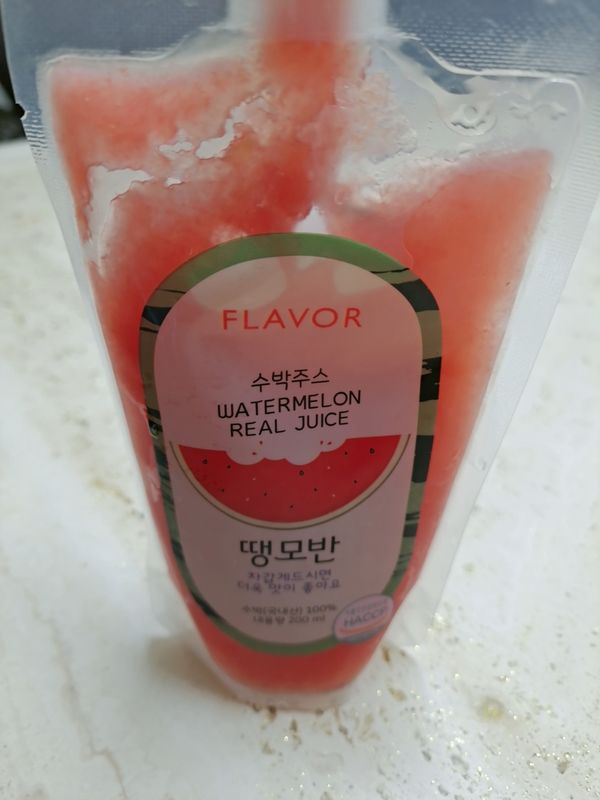 FLAVOR
수박주스
WATERMELON
REAL JUICE
땡모반
차갑게드시면
더욱 맛이 좋아요
수박(국내산) 100%
내용량 200 ml
HACCP